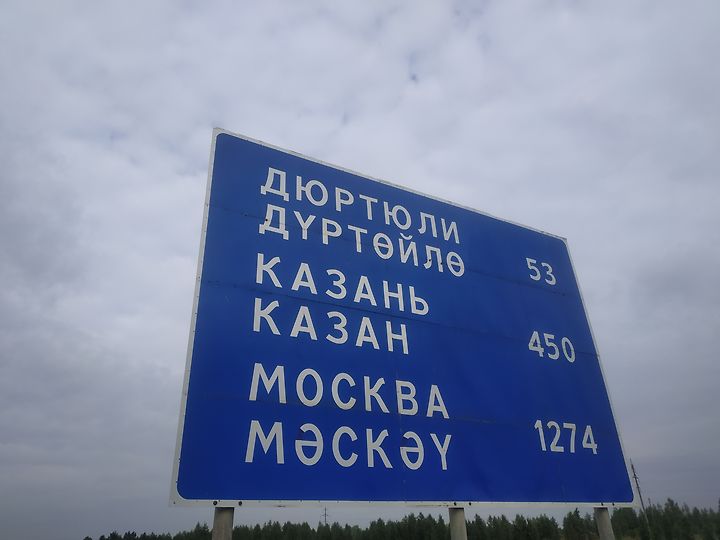 ДЮРТЮЛИ
ДҮРТӨЙЛӨ 53
КАЗАНЬ
КАЗАН 450
МОСКВА
МӘСКӘҮ 1274